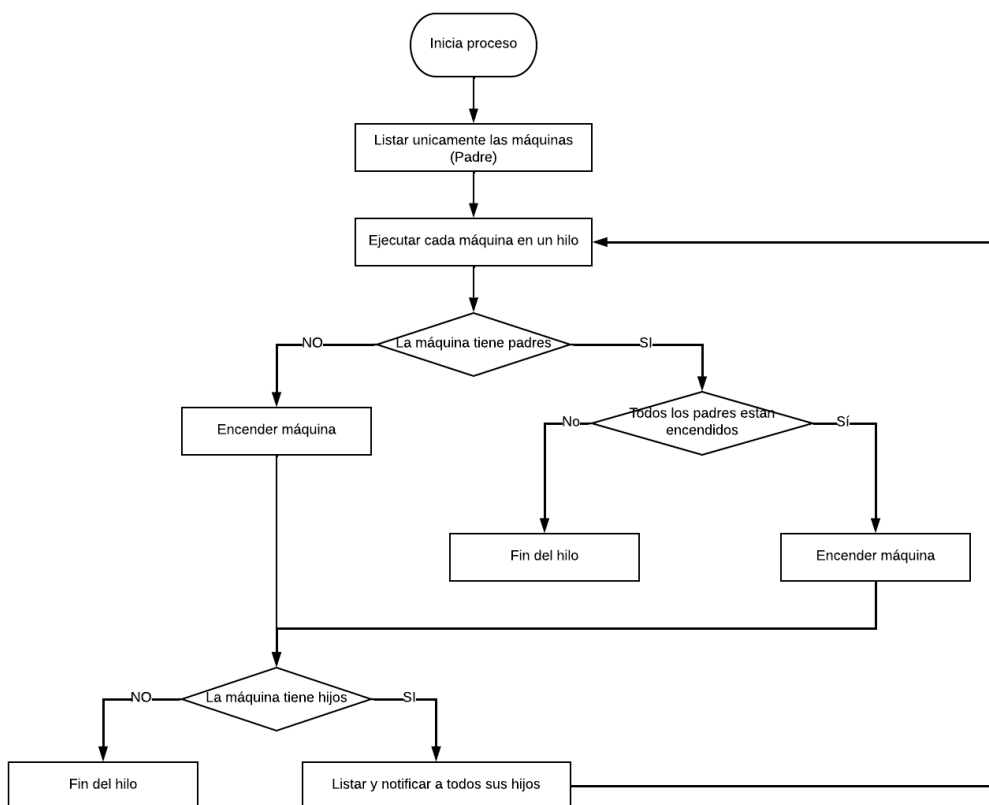 Inicia proceso
Listar unicamente las máquinas
(Padre)
Ejecutar cada máquina en un hilo
La máquina tiene padres
NO
SI
Encender máquina
Todos los padres están
encendidos
No
Sí
Fin del hilo
Encender máquina
La máquina tiene hijos
NO
SI
Fin del hilo
Listar y notificar a todos sus hijos